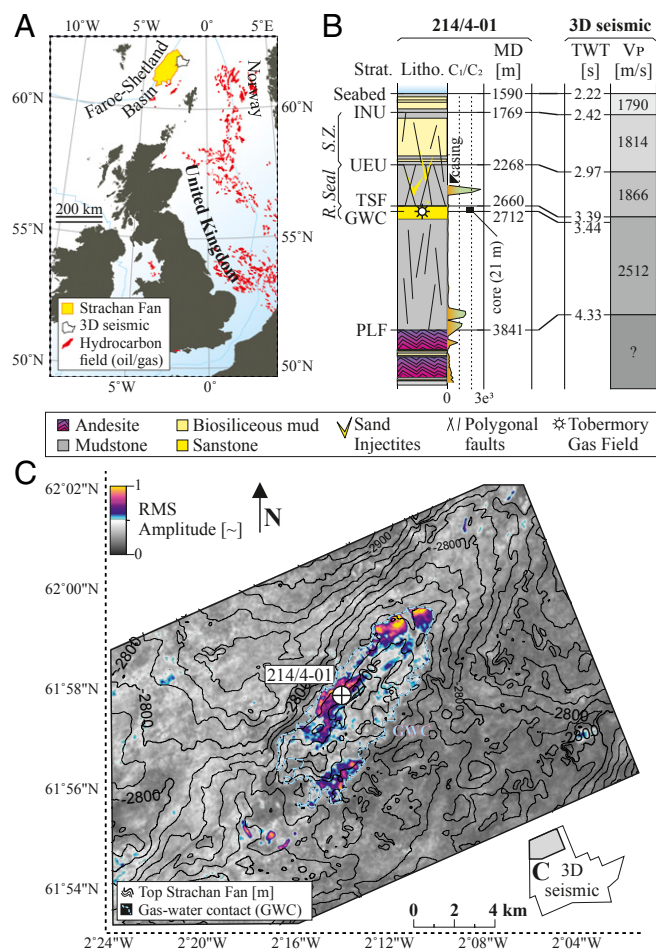 A
10°W 5°W 0° 5°E
60°N
55°N
50°N
Faroe-Shetland
Basin
Norway
United Kingdom
200 km
Strachan Fan
3D seismic
Hydrocarbon
field (oil/gas)
5°W 0°
B
214/4-01 3D seismic
Strat. Litho. C₁/C₂ MD [m] TWT [s] VP [m/s]
Seabed 1590 2.22
1790
INU 1769 2.42
S.Z. 1814
casing
UEU 2268 2.97
R. Seal 1866
TSF 2660 3.39
GWC 2712 3.44
core (21 m)
2512
PLF 3841 4.33
?
0 3e³
Andesite Biosiliceous mud Sand Injectites Polygonal faults Tobermory Gas Field
Mudstone Sanstone
C
62°02"N
62°00"N
61°58"N
61°56"N
61°54"N
1
RMS
Amplitude [~]
0
N
-2900
-2800
-2800
-2800
214/4-01
-2800
-2700
GWC
-2800
-2800
-2800
Top Strachan Fan [m]
Gas-water contact (GWC)
0 2 4 km
C 3D
seismic
2°24"W 2°20"W 2°16"W 2°12"W 2°08"W 2°04"W